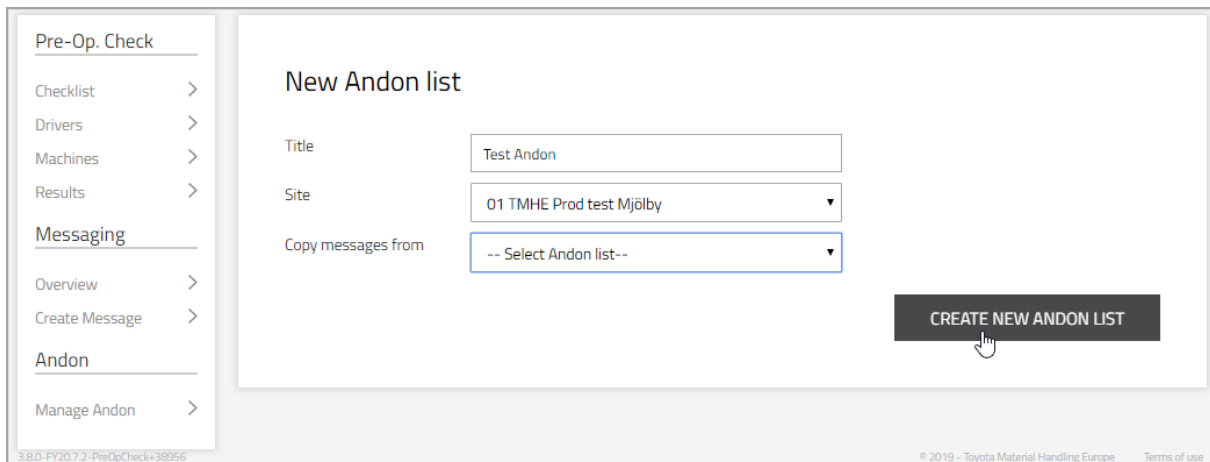 Pre-Op. Check
Checklist
Drivers
Machines
Results
Messaging
Overview
Create Message
Andon
Manage Andon
New Andon list
Title
Test Andon
Site
01 TMHE Prod test Mjölby
Copy messages from
-- Select Andon list--
CREATE NEW ANDON LIST
3.8.0-FY20.7.2-PreOpCheck+38956
© 2019 - Toyota Material Handling Europe Terms of use